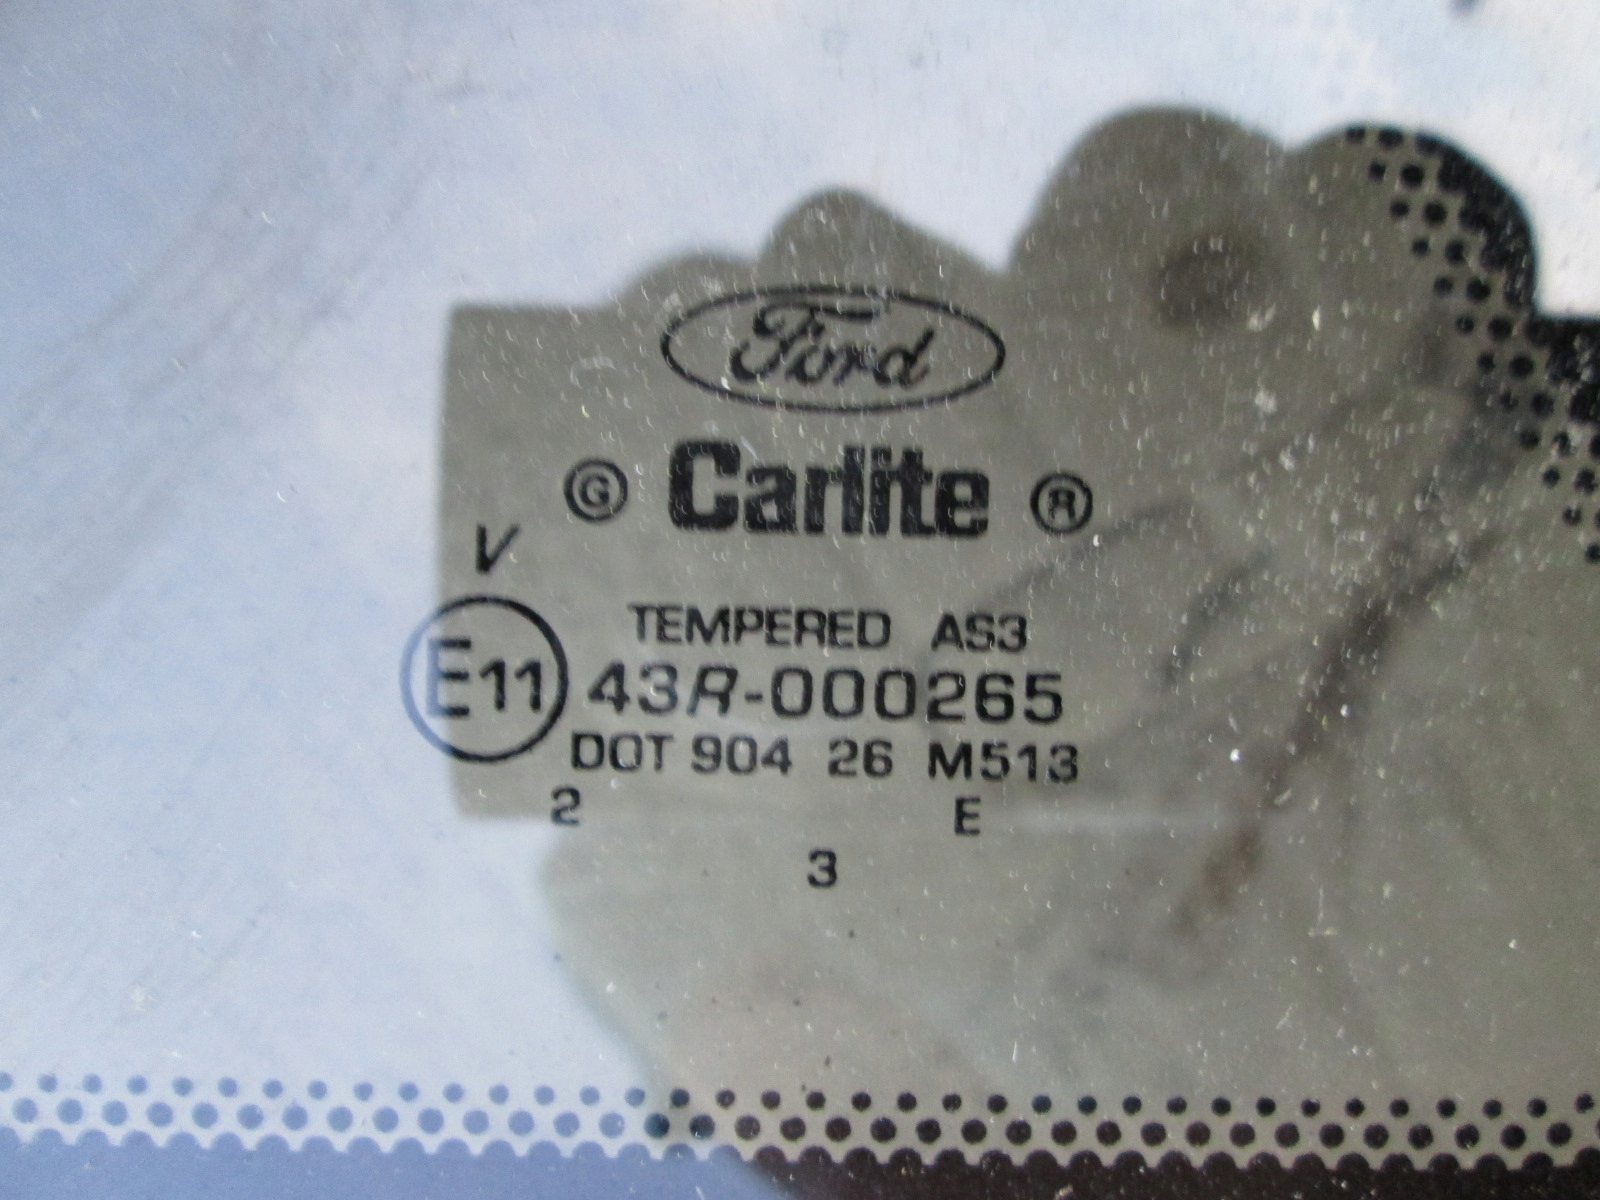 Ford
G Carlite ®
V
TEMPERED AS3
E11 43R-000265
DOT 904 26 M513
2 E
3